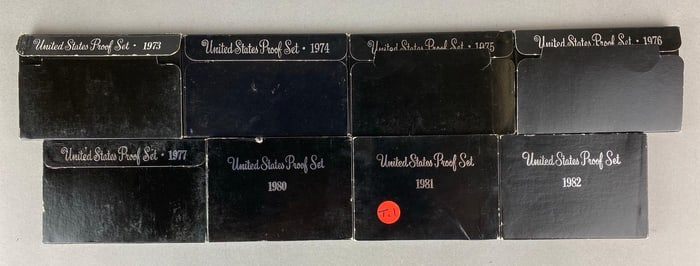 United States Proof Set · 1973
United States Proof Set · 1974
United States Proof Set · 1975
United States Proof Set · 1976
United States Proof Set · 1977
United States Proof Set
1980
United States Proof Set
1981
United States Proof Set
1982